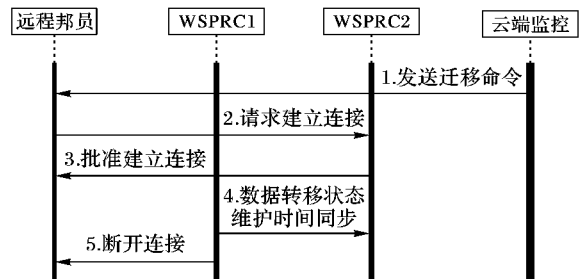 远程邦员 WSPRC1 WSPRC2 云端监控
1.发送迁移命令
2.请求建立连接
3.批准建立连接
4.数据转移状态
维护时间同步
5.断开连接